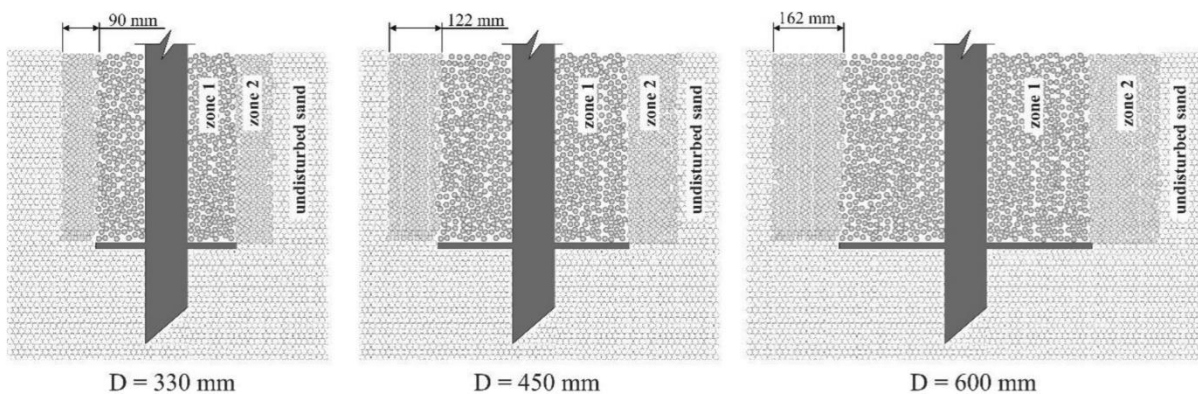 90 mm
zone 1
zone 2
undisturbed sand
D = 330 mm
122 mm
zone 1
zone 2
undisturbed sand
D = 450 mm
162 mm
zone 1
zone 2
undisturbed sand
D = 600 mm